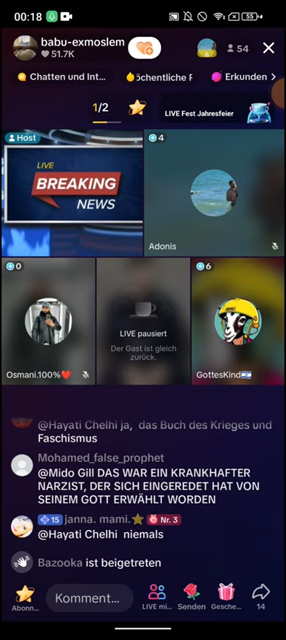 00:18
55
babu-exmoslem
51.7K
54
Chatten und Int...
öchentliche F
Erkunden
1/2
LIVE Fest Jahresfeier
Host
LIVE
BREAKING
NEWS
4
Adonis
0
Osmani.100%❤️
LIVE pausiert
Der Gast ist gleich
zurück.
6
GottesKind🇮🇱
@Hayati Chelhi ja, das Buch des Krieges und
Faschismus
Mohamed_false_prophet
@Mido Gill DAS WAR EIN KRANKHAFTER
NARZIST, DER SICH EINGEREDET HAT VON
SEINEM GOTT ERWÄHLT WORDEN
15 janna. mami.⭐ Nr. 3
@Hayati Chelhi niemals
Bazooka ist beigetreten
Abonn...
Komment...
LIVE mi...
Senden
Gesche...
14